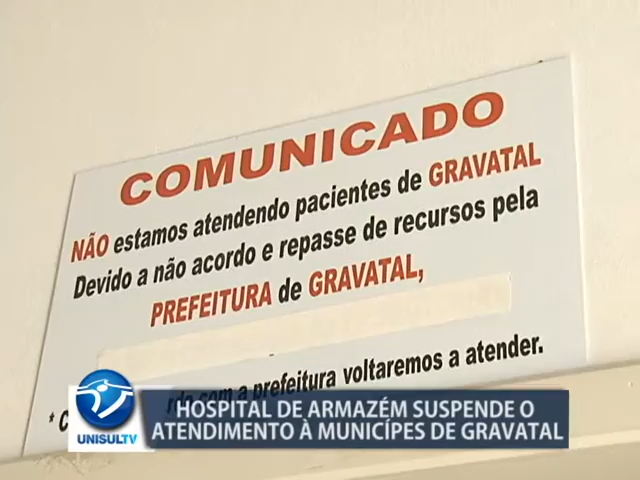 COMUNICADO
NÃO estamos atendendo pacientes de GRAVATAL
Devido a não acordo e repasse de recursos pela
PREFEITURA de GRAVATAL,
com a prefeitura voltaremos a atender.
HOSPITAL DE ARMAZÉM SUSPENDE O
ATENDIMENTO À MUNICÍPES DE GRAVATAL
UNISULTV